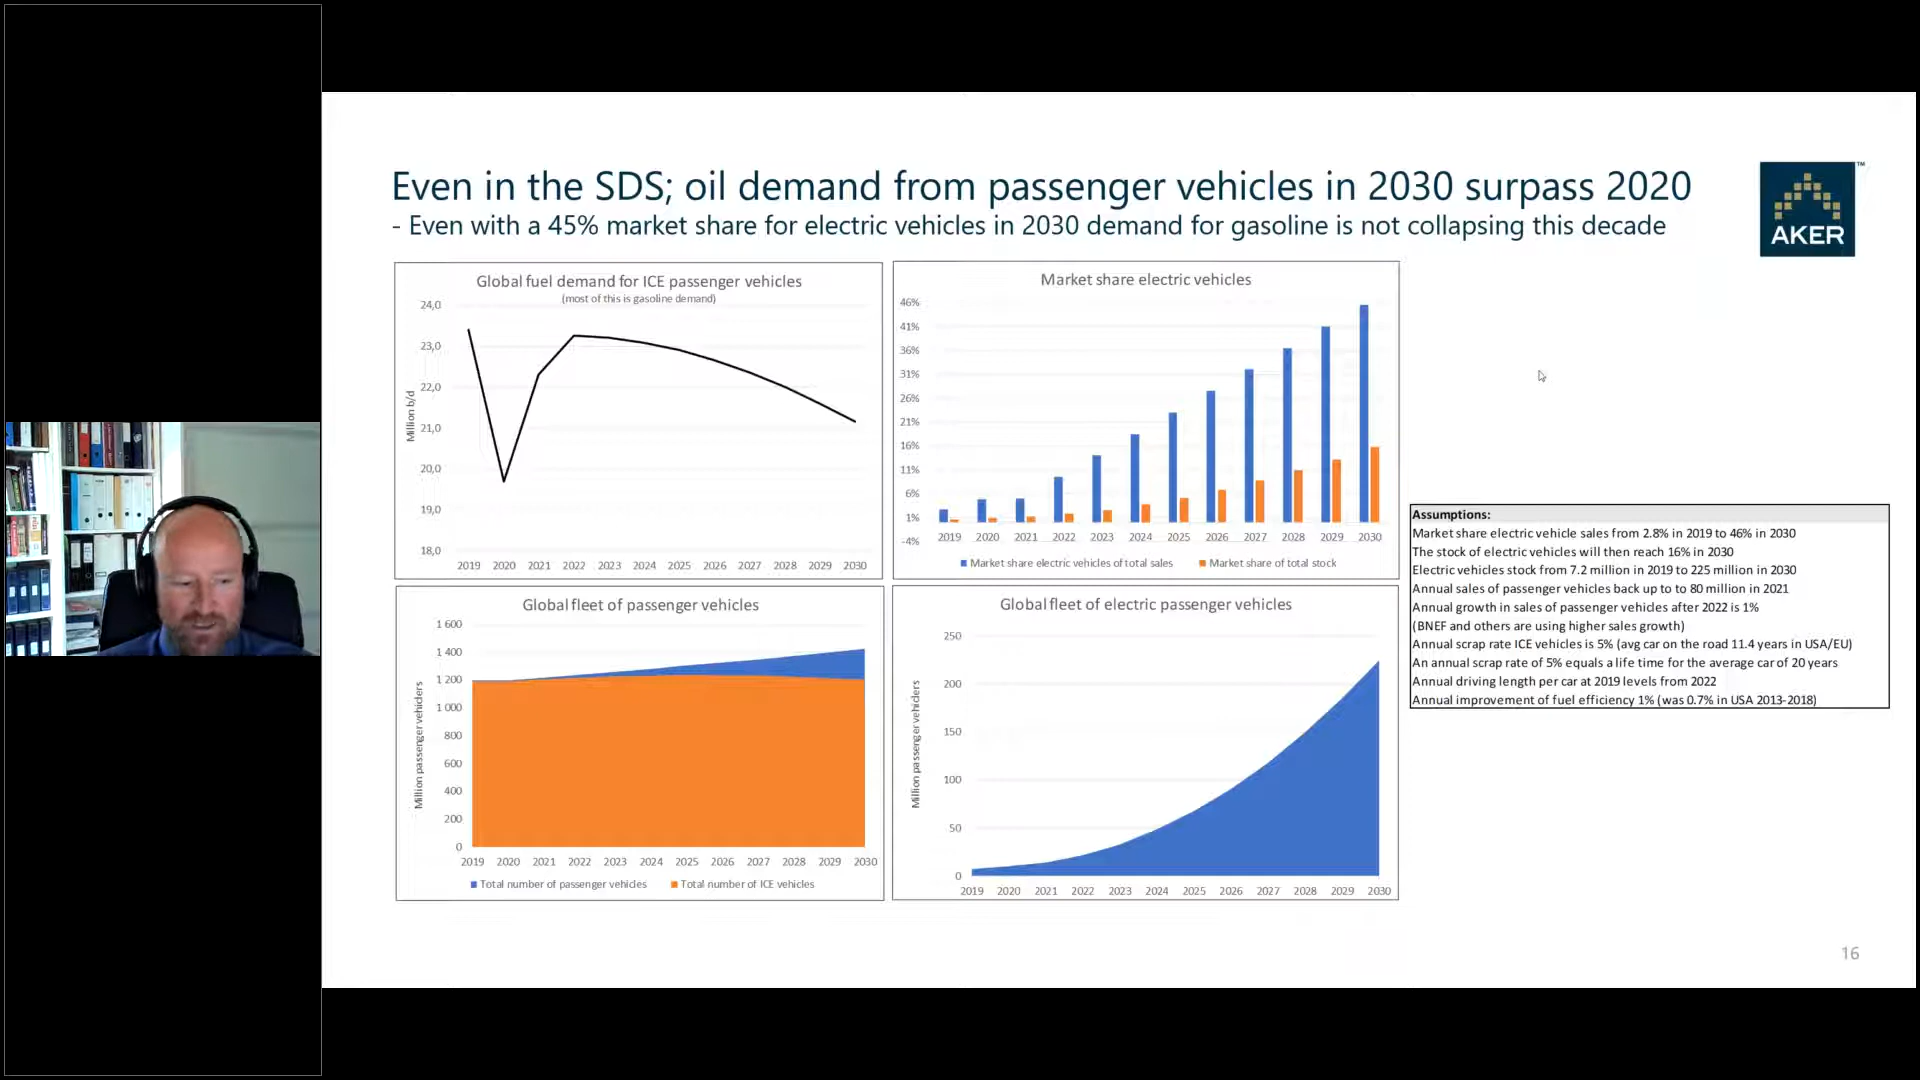 Even in the SDS; oil demand from passenger vehicles in 2030 surpass 2020
- Even with a 45% market share for electric vehicles in 2030 demand for gasoline is not collapsing this decade
AKER
TM
Global fuel demand for ICE passenger vehicles
(most of this is gasoline demand)
Million b/d
24,0
23,0
22,0
21,0
20,0
19,0
18,0
2019 2020 2021 2022 2023 2024 2025 2026 2027 2028 2029 2030
Market share electric vehicles
46%
41%
36%
31%
26%
21%
16%
11%
6%
1%
-4%
2019 2020 2021 2022 2023 2024 2025 2026 2027 2028 2029 2030
Market share electric vehicles of total sales Market share of total stock
Global fleet of passenger vehicles
Million passenger vehichlers
1 600
1 400
1 200
1 000
800
600
400
200
0
2019 2020 2021 2022 2023 2024 2025 2026 2027 2028 2029 2030
Total number of passenger vehicles Total number of ICE vehicles
Global fleet of electric passenger vehicles
Million passenger vehichlers
250
200
150
100
50
0
2019 2020 2021 2022 2023 2024 2025 2026 2027 2028 2029 2030
Assumptions:
Market share electric vehicle sales from 2.8% in 2019 to 46% in 2030
The stock of electric vehicles will then reach 16% in 2030
Electric vehicles stock from 7.2 million in 2019 to 225 million in 2030
Annual sales of passenger vehicles back up to to 80 million in 2021
Annual growth in sales of passenger vehicles after 2022 is 1%
(BNEF and others are using higher sales growth)
Annual scrap rate ICE vehicles is 5% (avg car on the road 11.4 years in USA/EU)
An annual scrap rate of 5% equals a life time for the average car of 20 years
Annual driving length per car at 2019 levels from 2022
Annual improvement of fuel efficiency 1% (was 0.7% in USA 2013-2018)
16